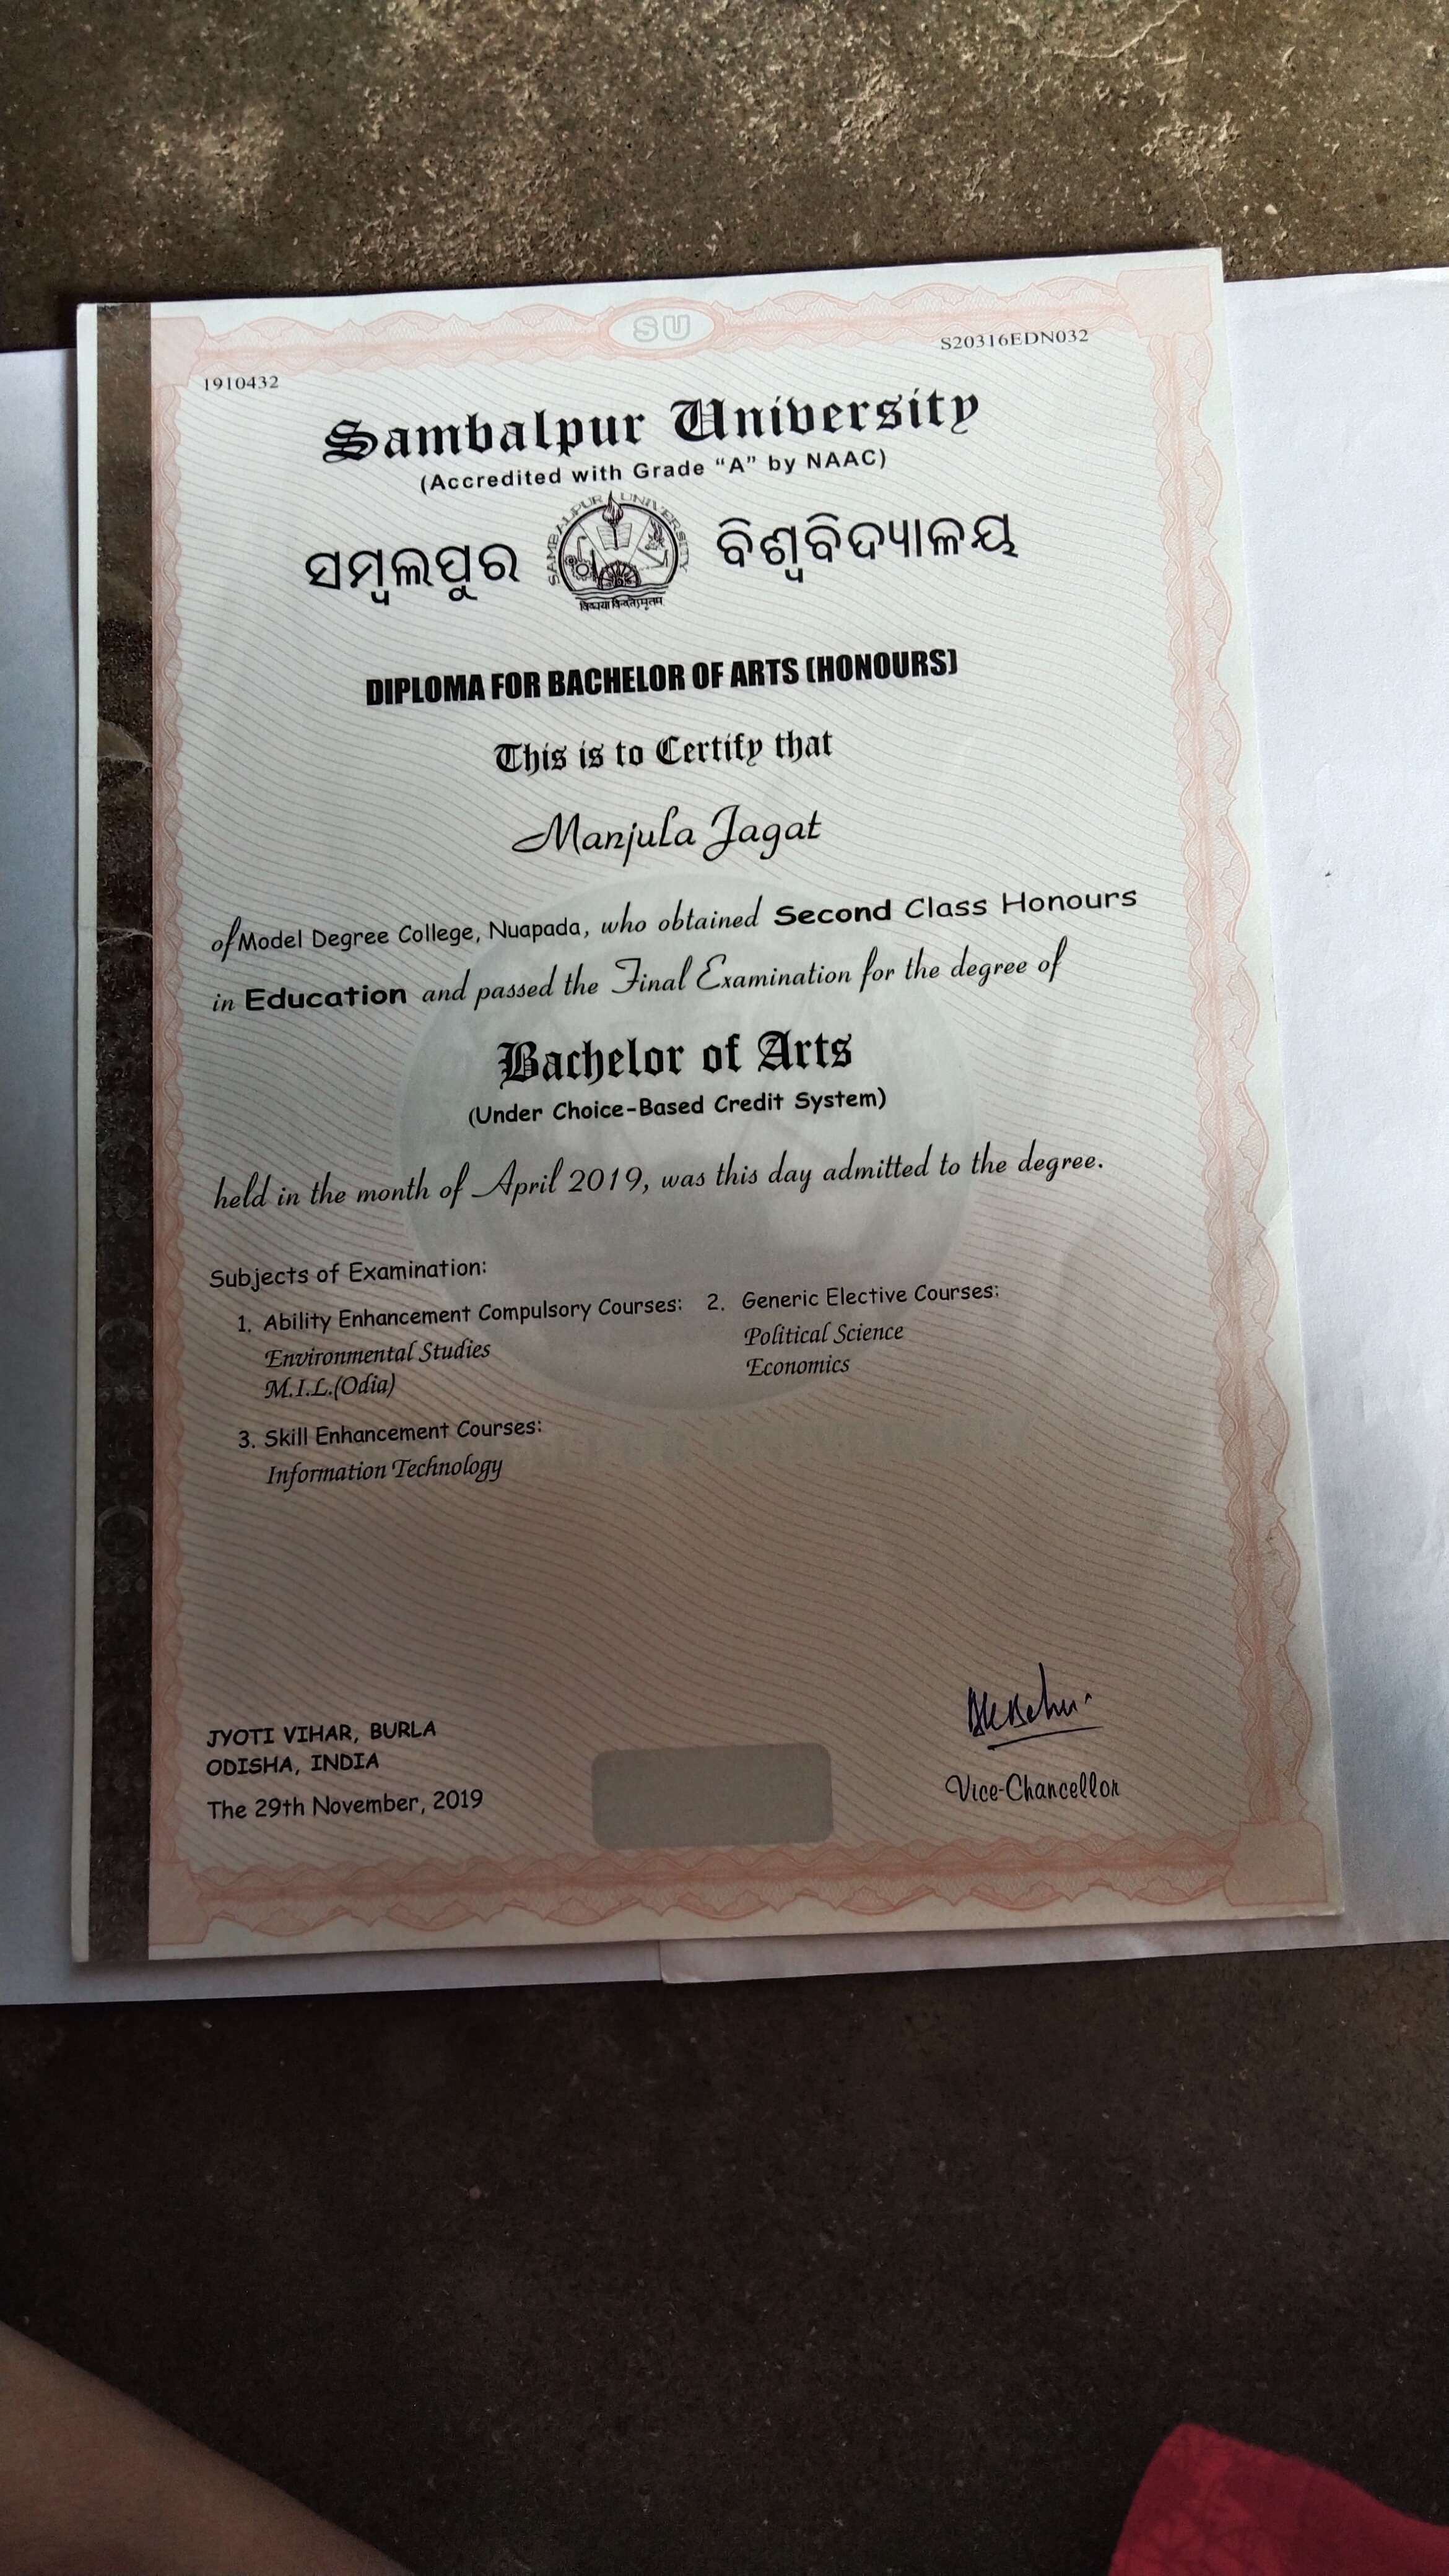 SU
S20316EDN032
1910432
Sambalpur University
(Accredited with Grade “A” by NAAC)
SAMBALPUR UNIVERSITY
ସମ୍ବଲପୁର ବିଶ୍ୱବିଦ୍ୟାଳୟ
DIPLOMA FOR BACHELOR OF ARTS (HONOURS)
This is to Certify that
Manjula Jagat
of Model Degree College, Nuapada, who obtained Second Class Honours
in Education and passed the Final Examination for the degree of
Bachelor of Arts
(Under Choice-Based Credit System)
held in the month of April 2019, was this day admitted to the degree.
Subjects of Examination:
1. Ability Enhancement Compulsory Courses: 2. Generic Elective Courses:
Environmental Studies Political Science
M.I.L.(Odia) Economics
3. Skill Enhancement Courses:
Information Technology
JYOTI VIHAR, BURLA
ODISHA, INDIA
The 29th November, 2019
Vice-Chancellor